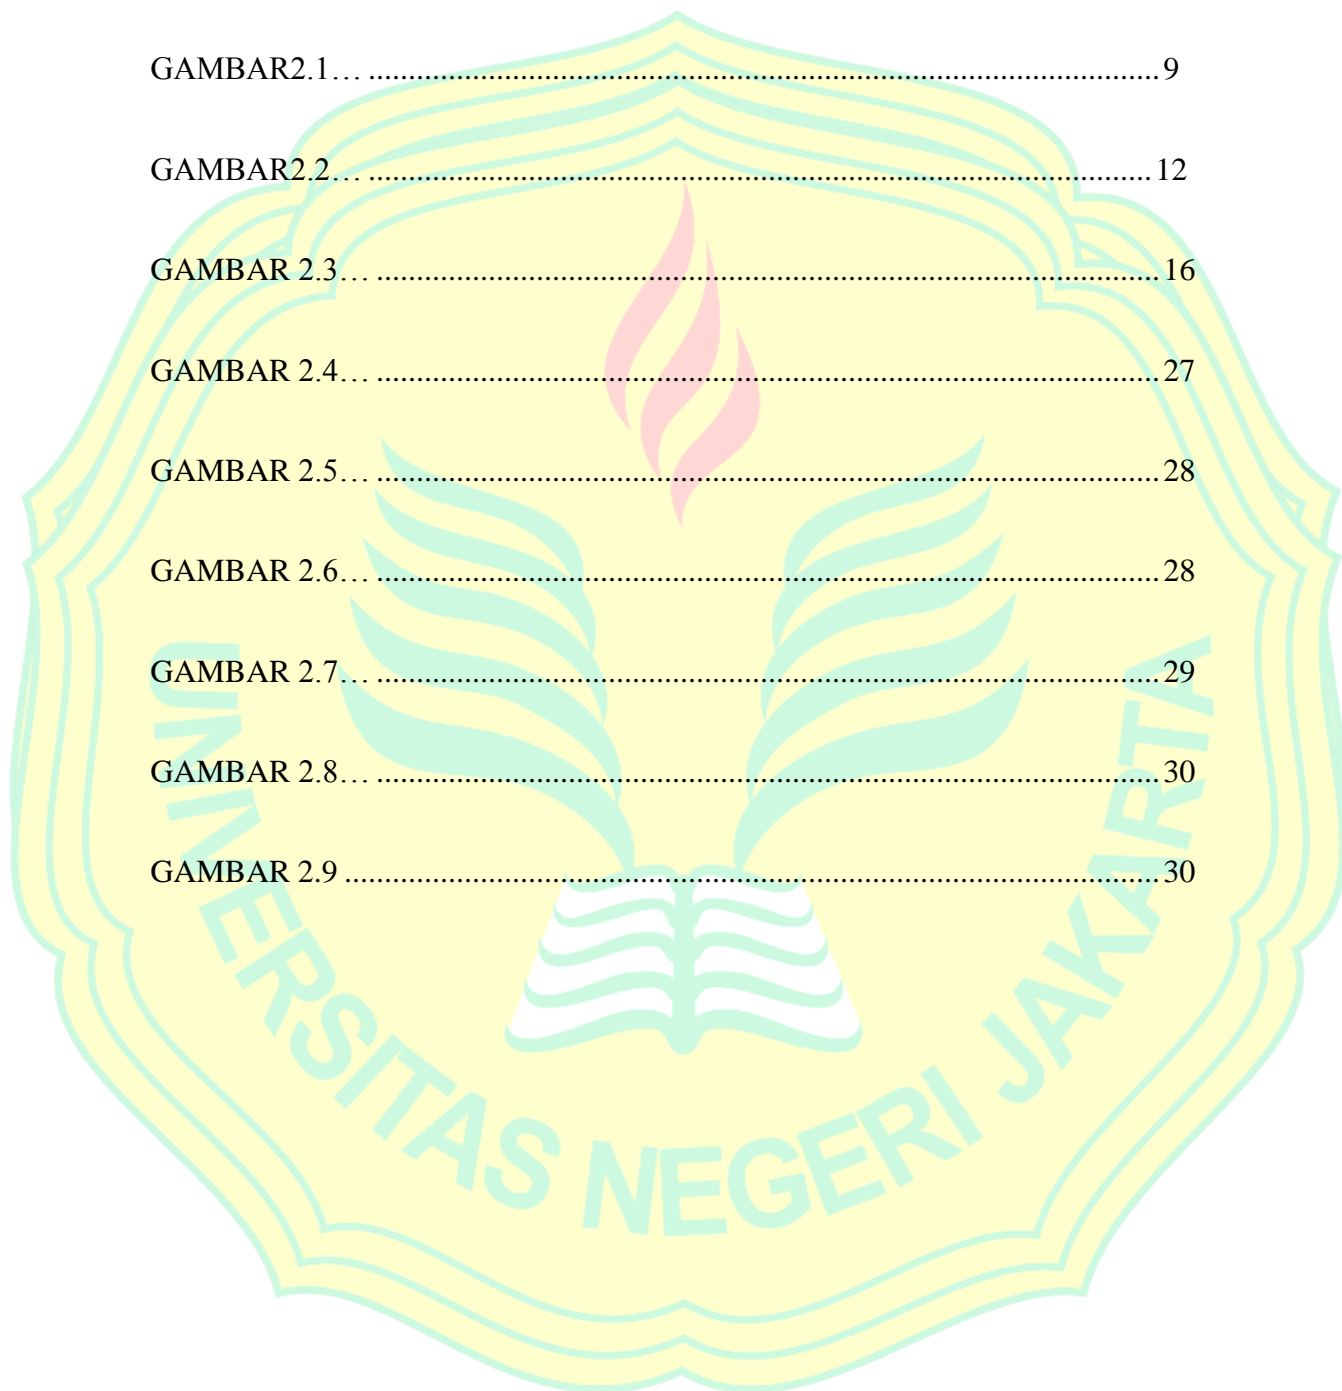 GAMBAR2.1… .................................................................................................... 9
GAMBAR2.2… ................................................................................................... 12
GAMBAR 2.3… ................................................................................................... 16
GAMBAR 2.4… ................................................................................................... 27
GAMBAR 2.5… ................................................................................................... 28
GAMBAR 2.6… ................................................................................................... 28
GAMBAR 2.7… ................................................................................................... 29
GAMBAR 2.8… ................................................................................................... 30
GAMBAR 2.9 ....................................................................................................... 30
UNIVERSITAS NEGERI JAKARTA